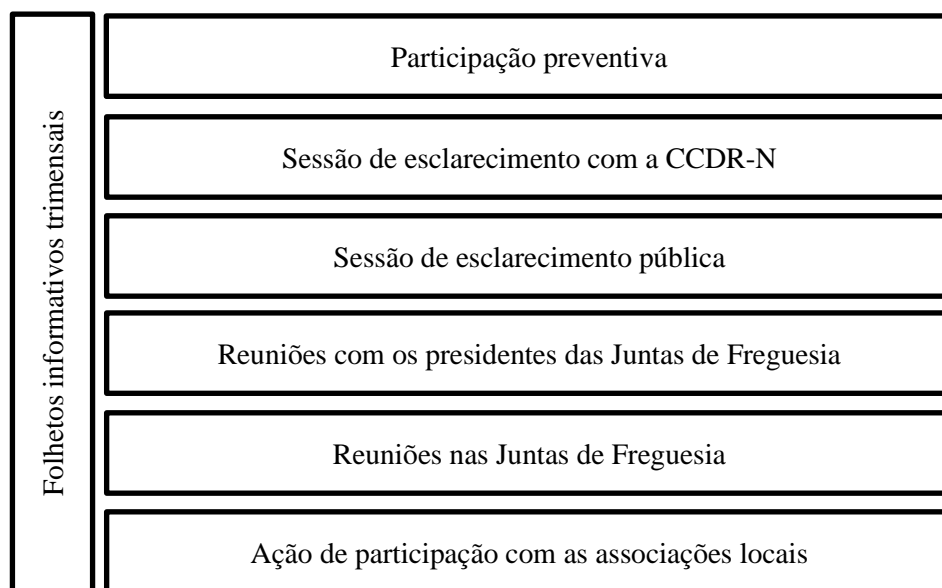 Folhetos informativos trimensais
Participação preventiva
Sessão de esclarecimento com a CCDR-N
Sessão de esclarecimento pública
Reuniões com os presidentes das Juntas de Freguesia
Reuniões nas Juntas de Freguesia
Ação de participação com as associações locais